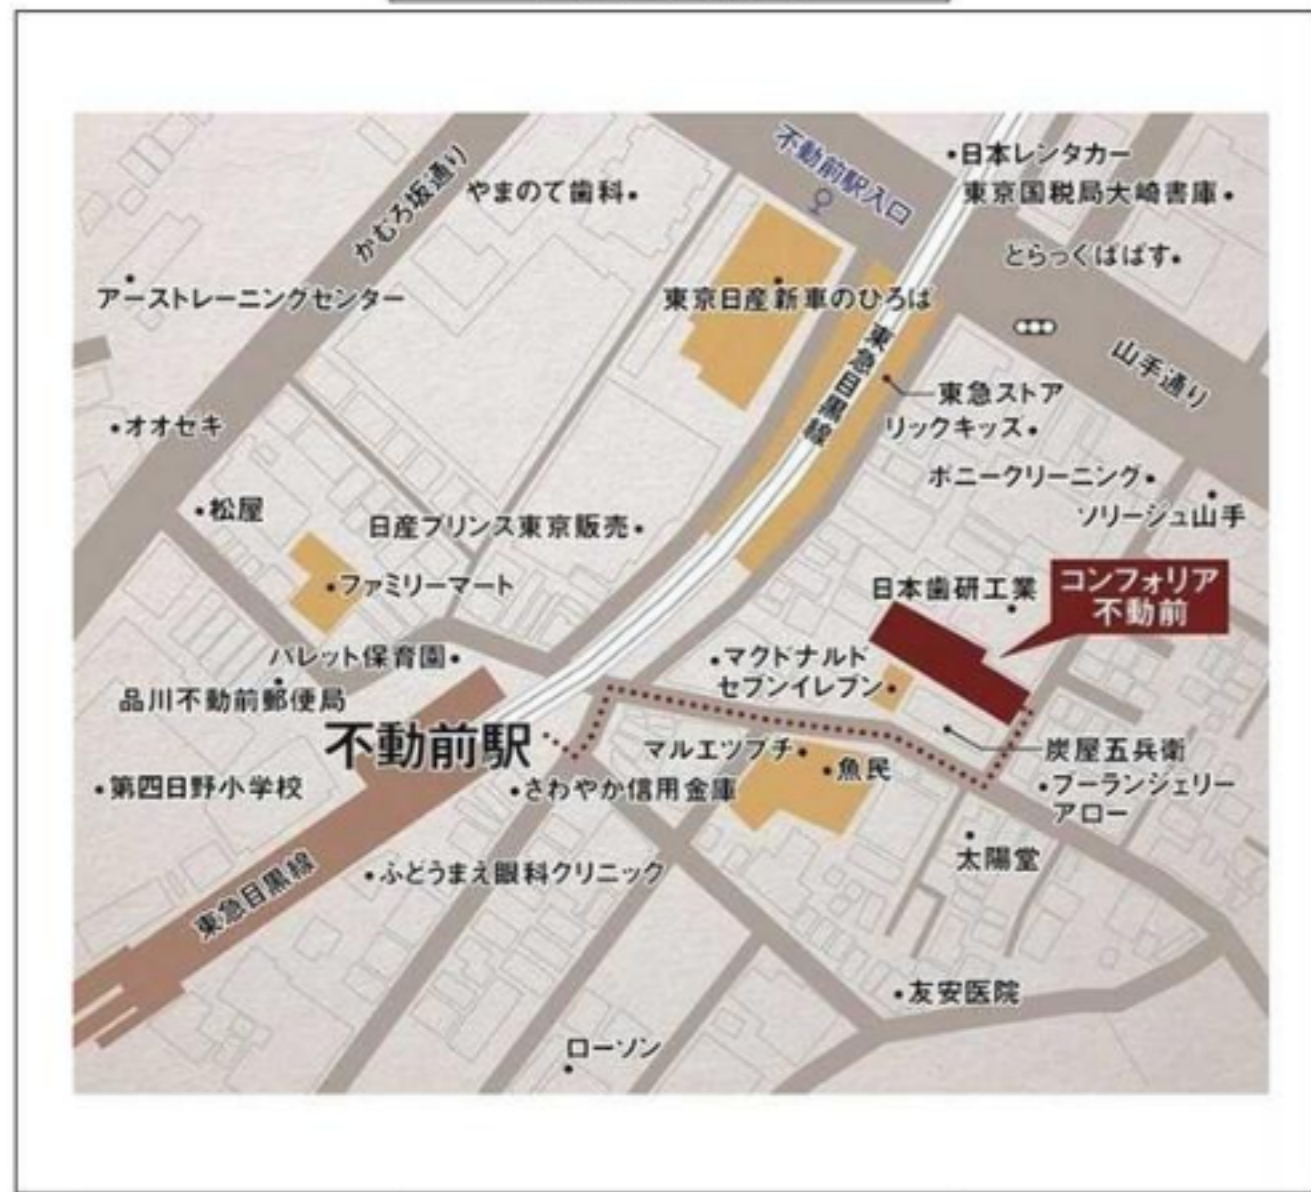 不動前駅入口
日本レンタカー
かむろ坂通り
やまのて歯科
東京国税局大崎書庫
とらっくぱぱす
アーストレーニングセンター
東京日産新車のひろば
東急目黒線
山手通り
東急ストア
オオセキ
リックキッズ
ポニークリーニング
松屋
日産プリンス東京販売
ソリージュ山手
ファミリーマート
日本歯研工業
コンフォリア
不動前
パレット保育園
マクドナルド
セブンイレブン
品川不動前郵便局
不動前駅
マルエツプチ
炭屋五兵衛
魚民
第四日野小学校
さわやか信用金庫
ブーランジェリー
アロー
太陽堂
ふどうまえ眼科クリニック
東急目黒線
友安医院
ローソン